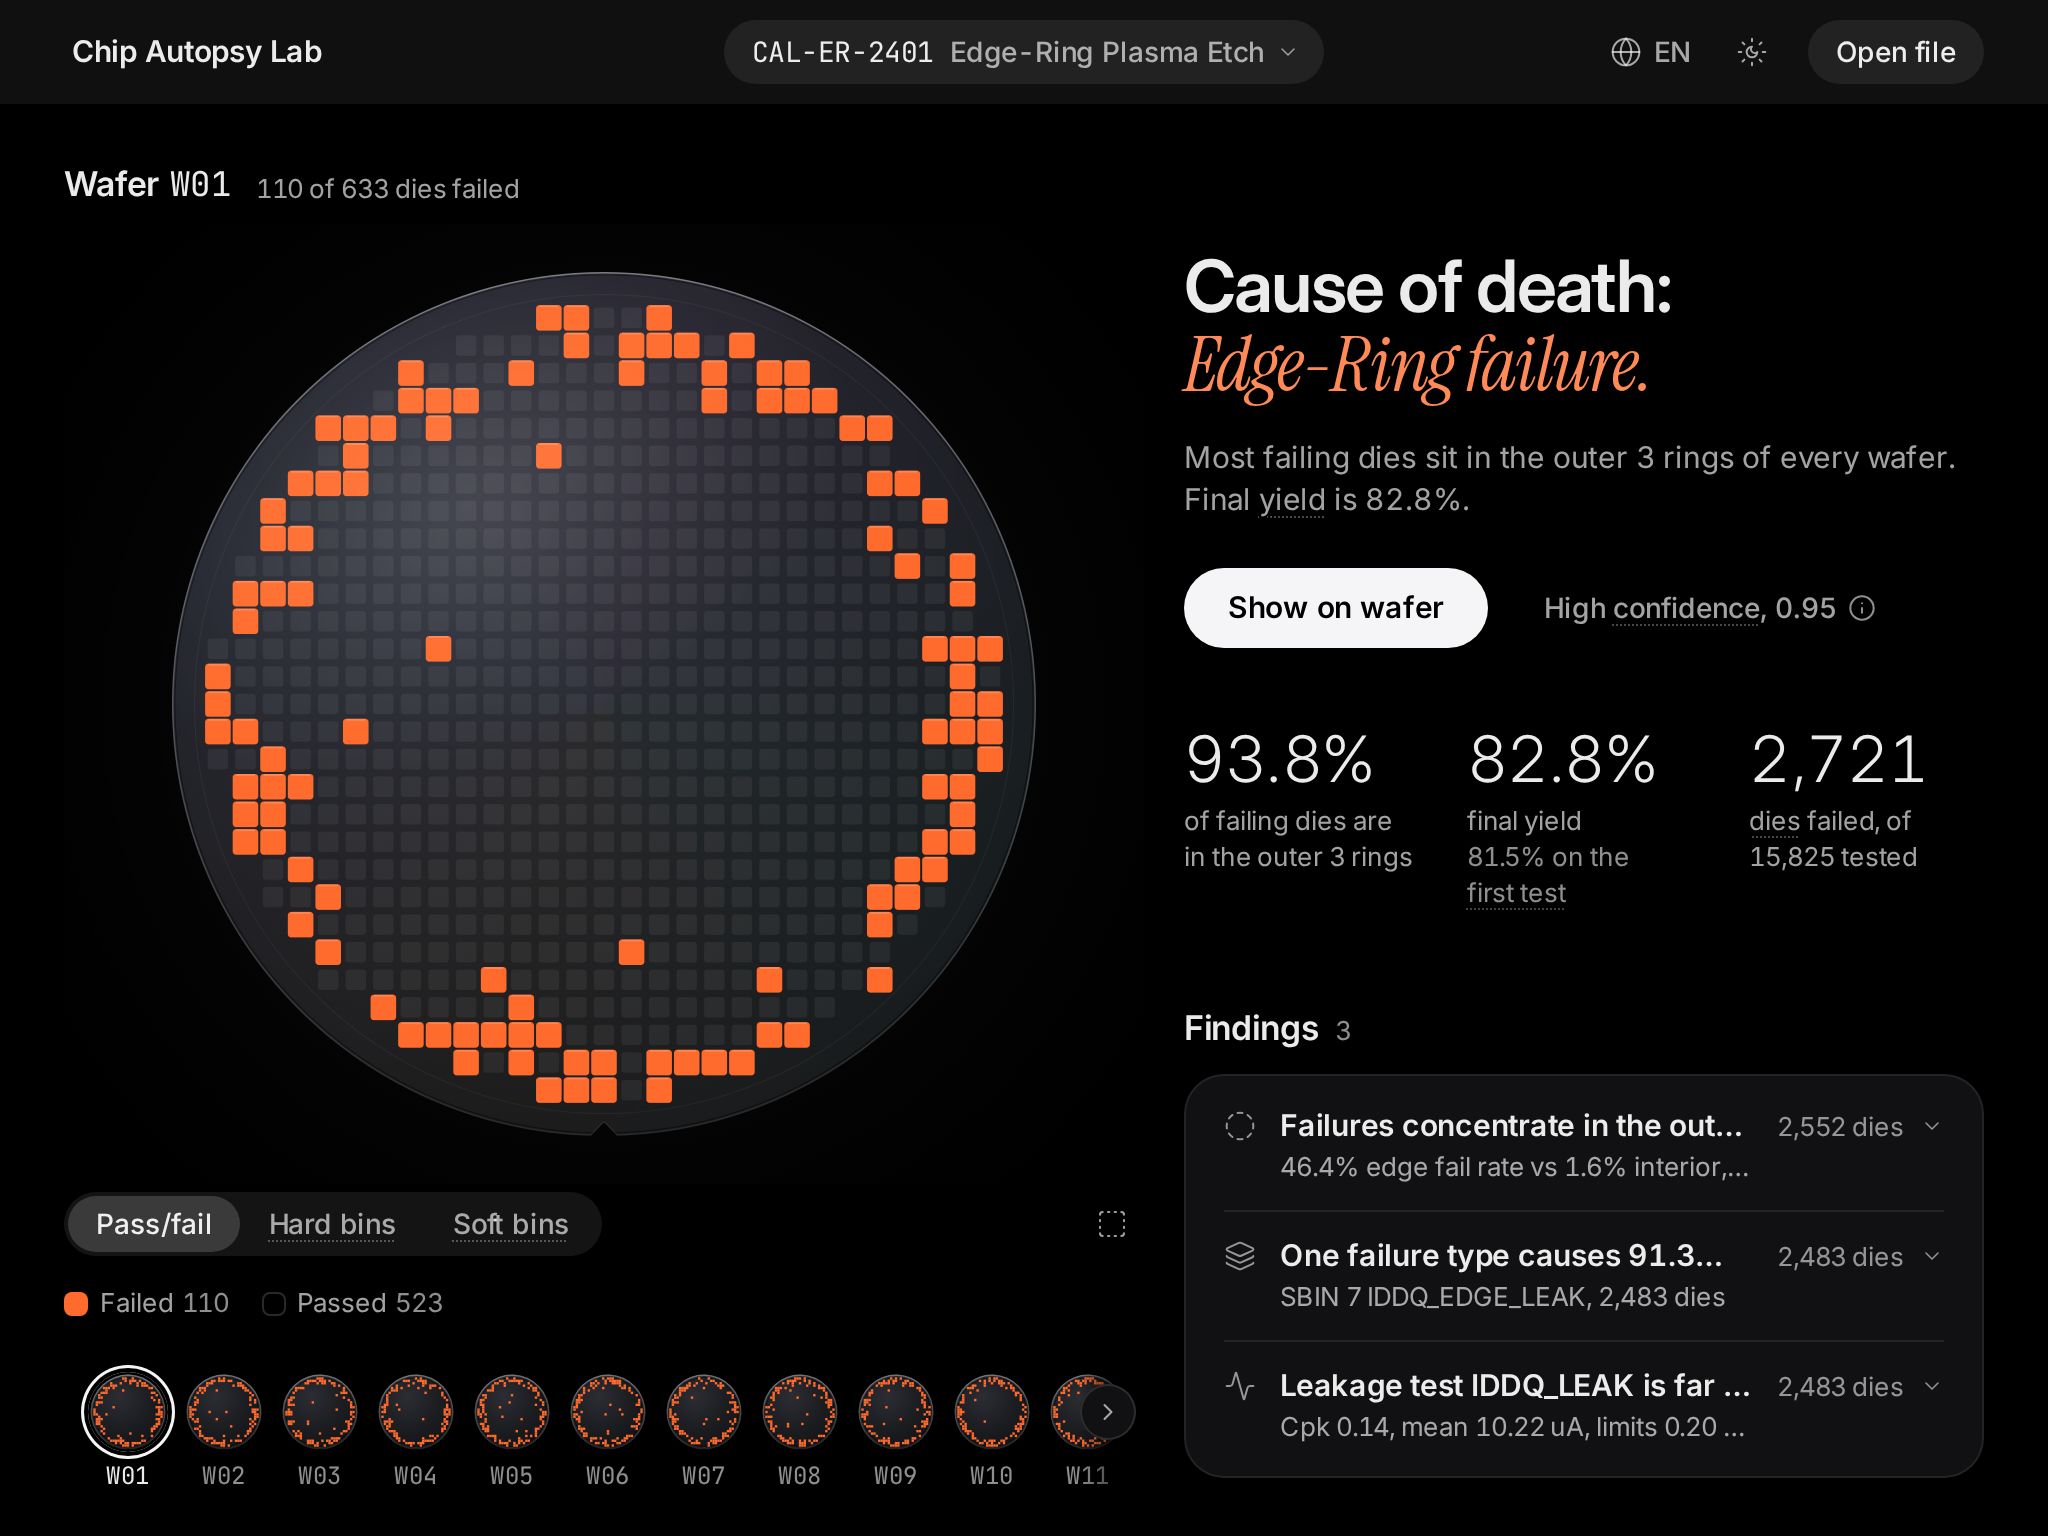 Chip Autopsy Lab
CAL-ER-2401 Edge-Ring Plasma Etch
EN
Open file
Wafer W01 110 of 633 dies failed
Cause of death:
Edge-Ring failure.
Most failing dies sit in the outer 3 rings of every wafer.
Final yield is 82.8%.
Show on wafer
High confidence, 0.95
93.8%
of failing dies are
in the outer 3 rings
82.8%
final yield
81.5% on the
first test
2,721
dies failed, of
15,825 tested
Findings 3
Failures concentrate in the out... 2,552 dies
46.4% edge fail rate vs 1.6% interior,...
One failure type causes 91.3... 2,483 dies
SBIN 7 IDDQ_EDGE_LEAK, 2,483 dies
Leakage test IDDQ_LEAK is far ... 2,483 dies
Cpk 0.14, mean 10.22 uA, limits 0.20 ...
Pass/fail Hard bins Soft bins
Failed 110 Passed 523
W01 W02 W03 W04 W05 W06 W07 W08 W09 W10 W11